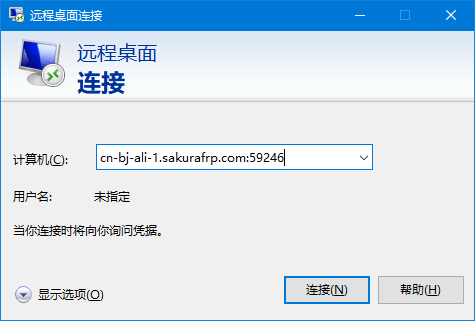 远程桌面连接
远程桌面
连接
计算机(C):
cn-bj-ali-1.sakurafrp.com:59246
用户名:
未指定
当你连接时将向你询问凭据。
显示选项(O)
连接(N)
帮助(H)